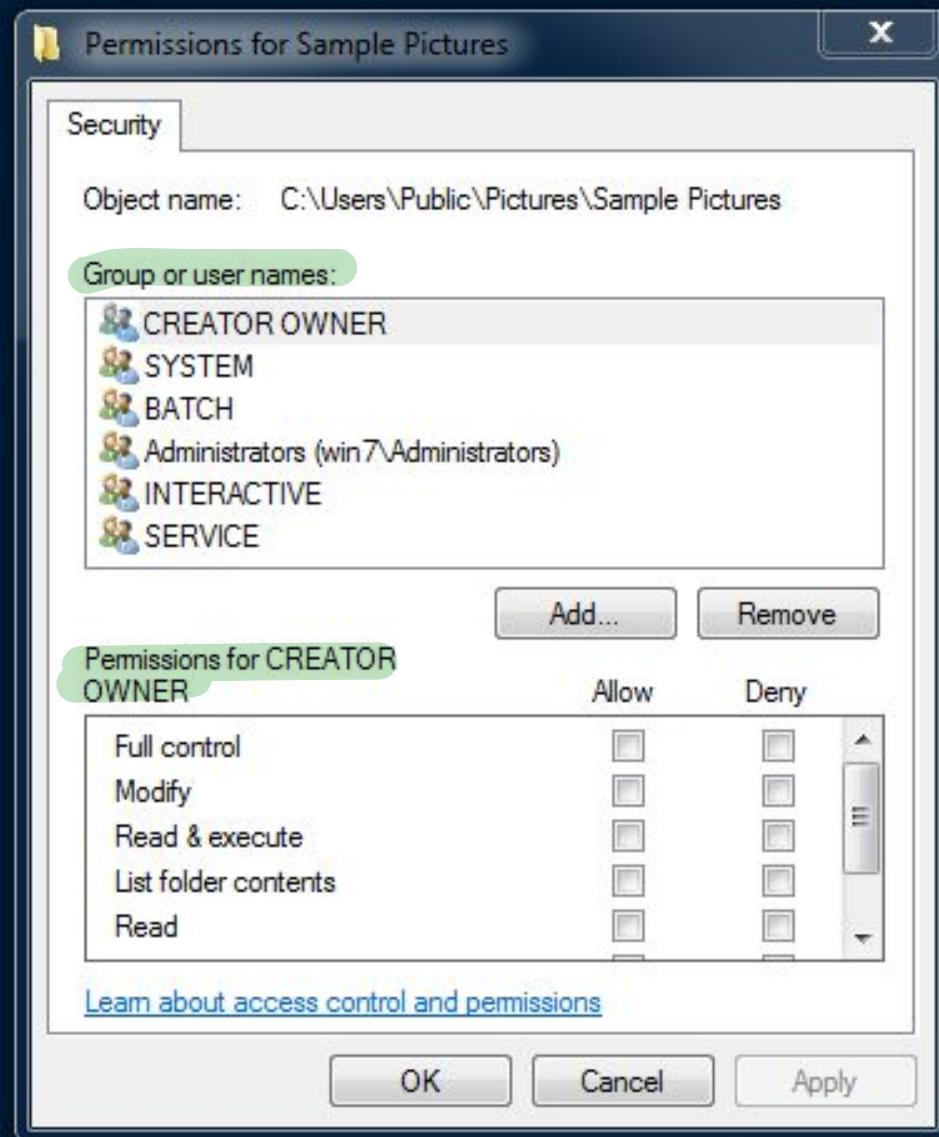 Permissions for Sample Pictures
Security
Object name: C:\Users\Public\Pictures\Sample Pictures
Group or user names:
CREATOR OWNER
SYSTEM
BATCH
Administrators (win7\Administrators)
INTERACTIVE
SERVICE
Add... Remove
Permissions for CREATOR
OWNER Allow Deny
Full control
Modify
Read & execute
List folder contents
Read
Learn about access control and permissions
OK Cancel Apply